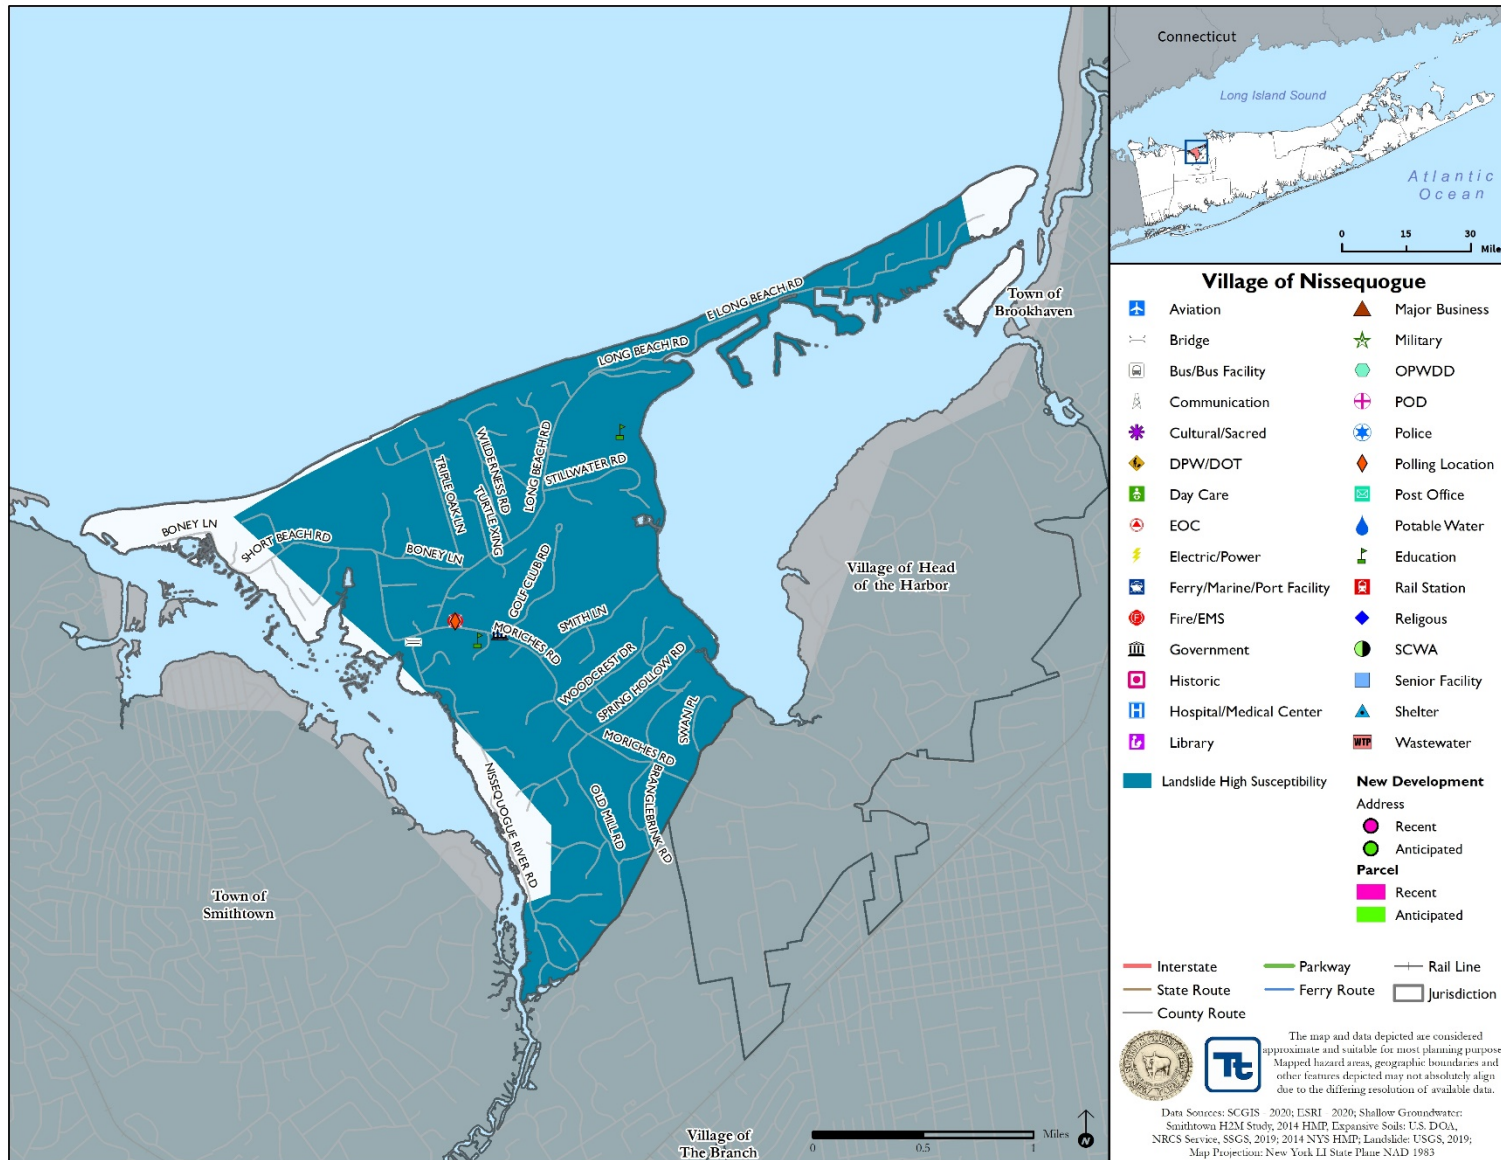 Connecticut
Long Island Sound
Atlantic
Ocean
0 15 30
Mile
Town of
Brookhaven
E LONG BEACH RD
LONG BEACH RD
WILDERNESS RD
LONG BEACH RD
TRIPLE OAK LN
TURTLE XING
STILLWATER RD
BONEY LN
SHORT BEACH RD
BONEY LN
GOLF CLUB RD
Village of Head
of the Harbor
SMITH LN
MORICHES RD
WOODCREST DR
SPRING HOLLOW RD
SWAN PL
MORICHES RD
NISSEQUOGUE RIVER RD
OLD MILL RD
BRANGLEBRINK RD
Town of
Smithtown
Village of
The Branch
0 0.5 1
Miles
N
Village of Nissequogue
Aviation
Bridge
Bus/Bus Facility
Communication
Cultural/Sacred
DPW/DOT
Day Care
EOC
Electric/Power
Ferry/Marine/Port Facility
Fire/EMS
Government
Historic
Hospital/Medical Center
Library
Major Business
Military
OPWDD
POD
Police
Polling Location
Post Office
Potable Water
Education
Rail Station
Relgous
SCWA
Senior Facility
Shelter
WTP Wastewater
Landslide High Susceptibility
New Development
Address
Recent
Anticipated
Parcel
Recent
Anticipated
Interstate
State Route
County Route
Parkway
Ferry Route
Rail Line
Jurisdiction
Tt
The map and data depicted are considered
approximate and suitable for most planning purpose
Mapped hazard areas, geographic boundaries and
other features depicted may not absolutely align
due to the differing resolution of available data.
Data Sources: SCGIS - 2020; ESRI - 2020; Shallow Groundwater:
Smithtown H2M Study, 2014 HMP, Expansive Soils: U.S. DOA,
NRCS Service, SSGS, 2019; 2014 NYS HMP; Landslide: USGS, 2019;
Map Projection: New York LI State Plane NAD 1983